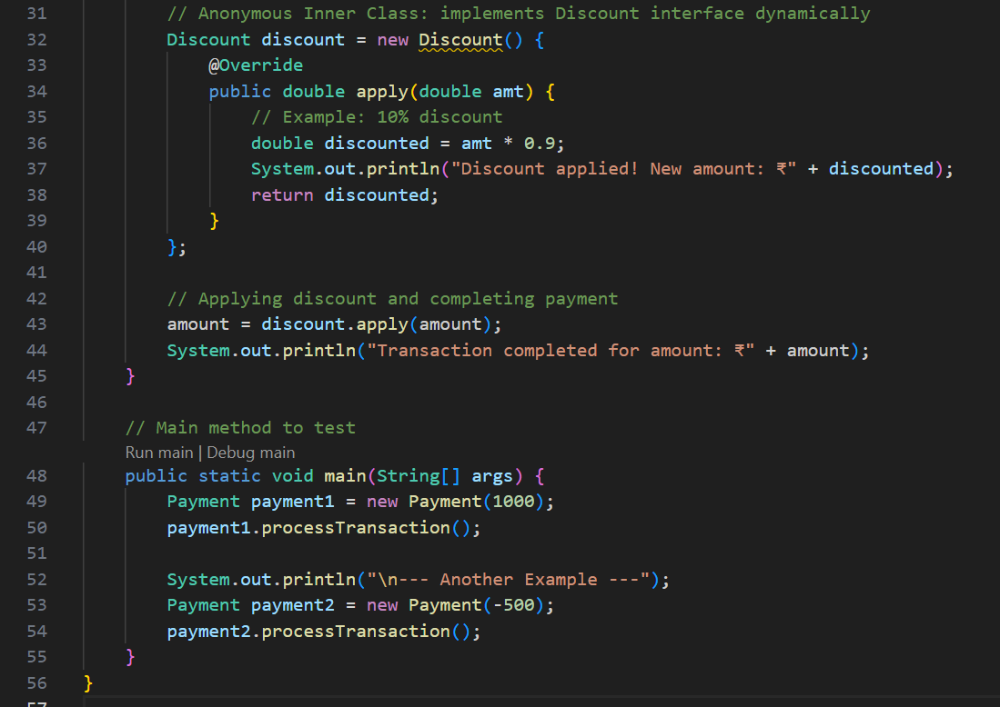 31 // Anonymous Inner Class: implements Discount interface dynamically
32 Discount discount = new Discount() {
33 @Override
34 public double apply(double amt) {
35 // Example: 10% discount
36 double discounted = amt * 0.9;
37 System.out.println("Discount applied! New amount: ₹" + discounted);
38 return discounted;
39 }
40 };
41
42 // Applying discount and completing payment
43 amount = discount.apply(amount);
44 System.out.println("Transaction completed for amount: ₹" + amount);
45 }
46
47 // Main method to test
Run main | Debug main
48 public static void main(String[] args) {
49 Payment payment1 = new Payment(1000);
50 payment1.processTransaction();
51
52 System.out.println("\n--- Another Example ---");
53 Payment payment2 = new Payment(-500);
54 payment2.processTransaction();
55 }
56 }
57